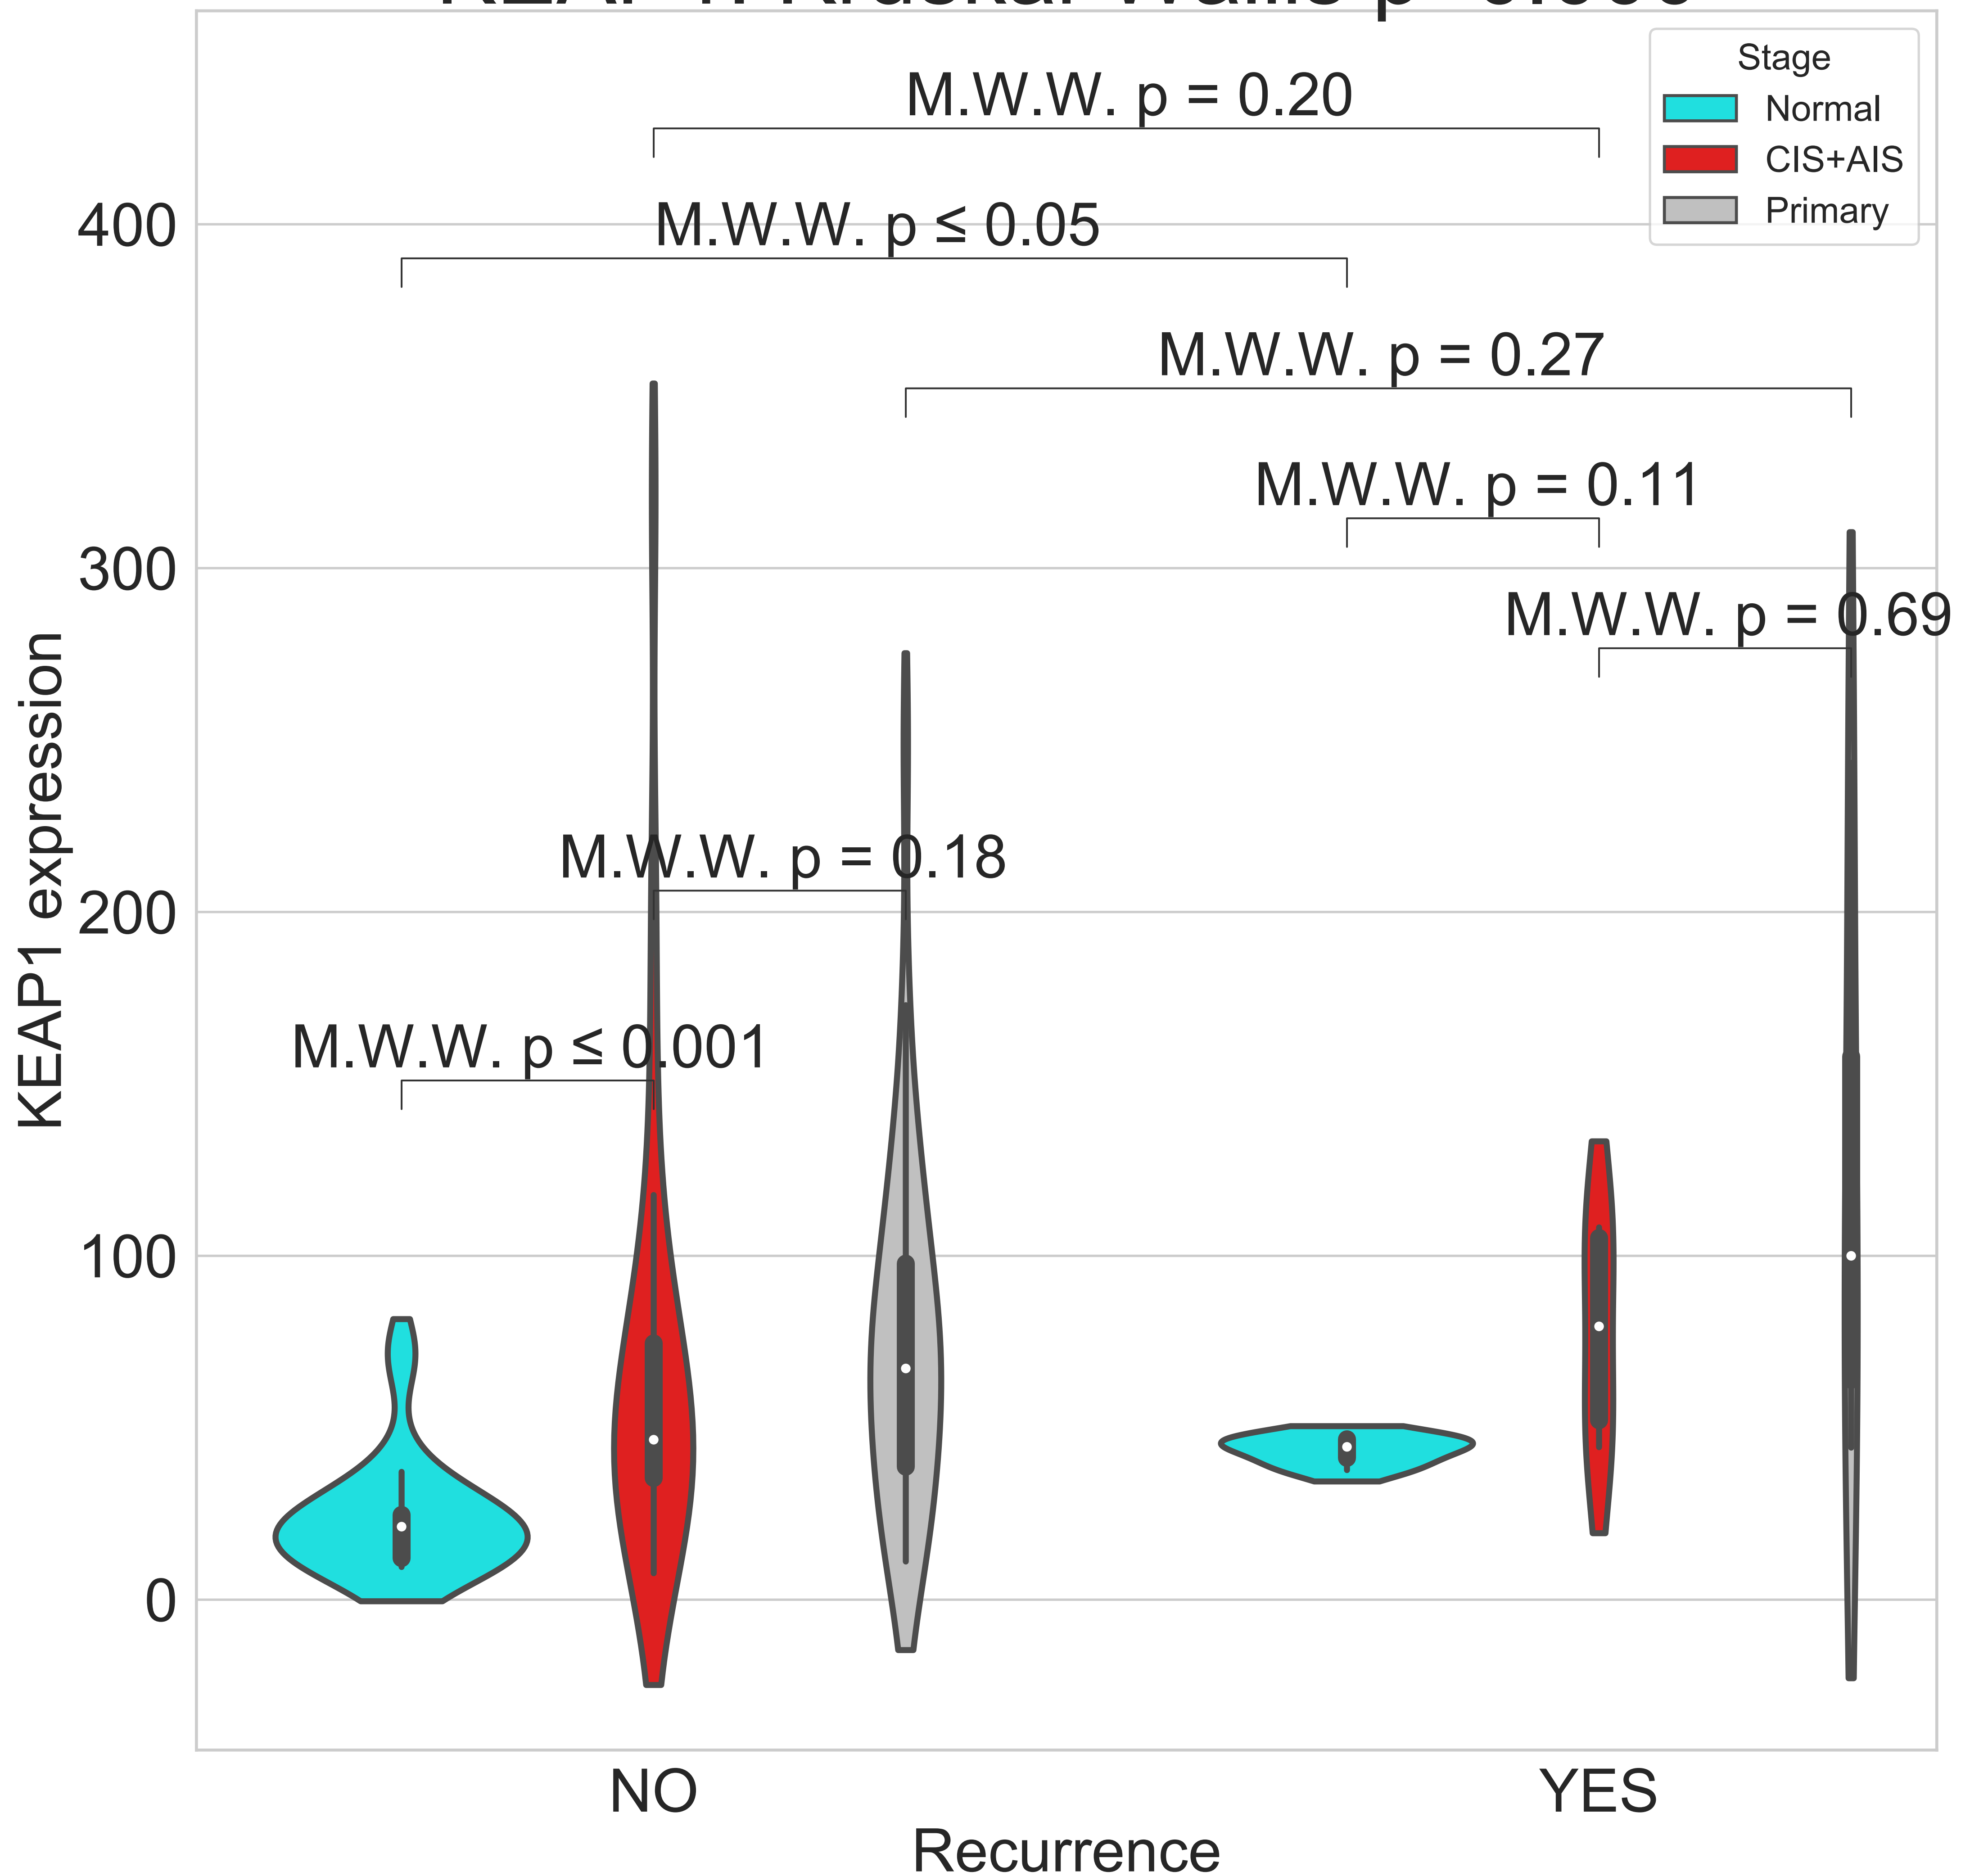 Stage
Normal
CIS+AIS
Primary
M.W.W. p = 0.20
M.W.W. p ≤ 0.05
M.W.W. p = 0.27
M.W.W. p = 0.11
M.W.W. p = 0.69
M.W.W. p = 0.18
M.W.W. p ≤ 0.001
400
300
200
100
0
KEAP1 expression
NO
YES
Recurrence